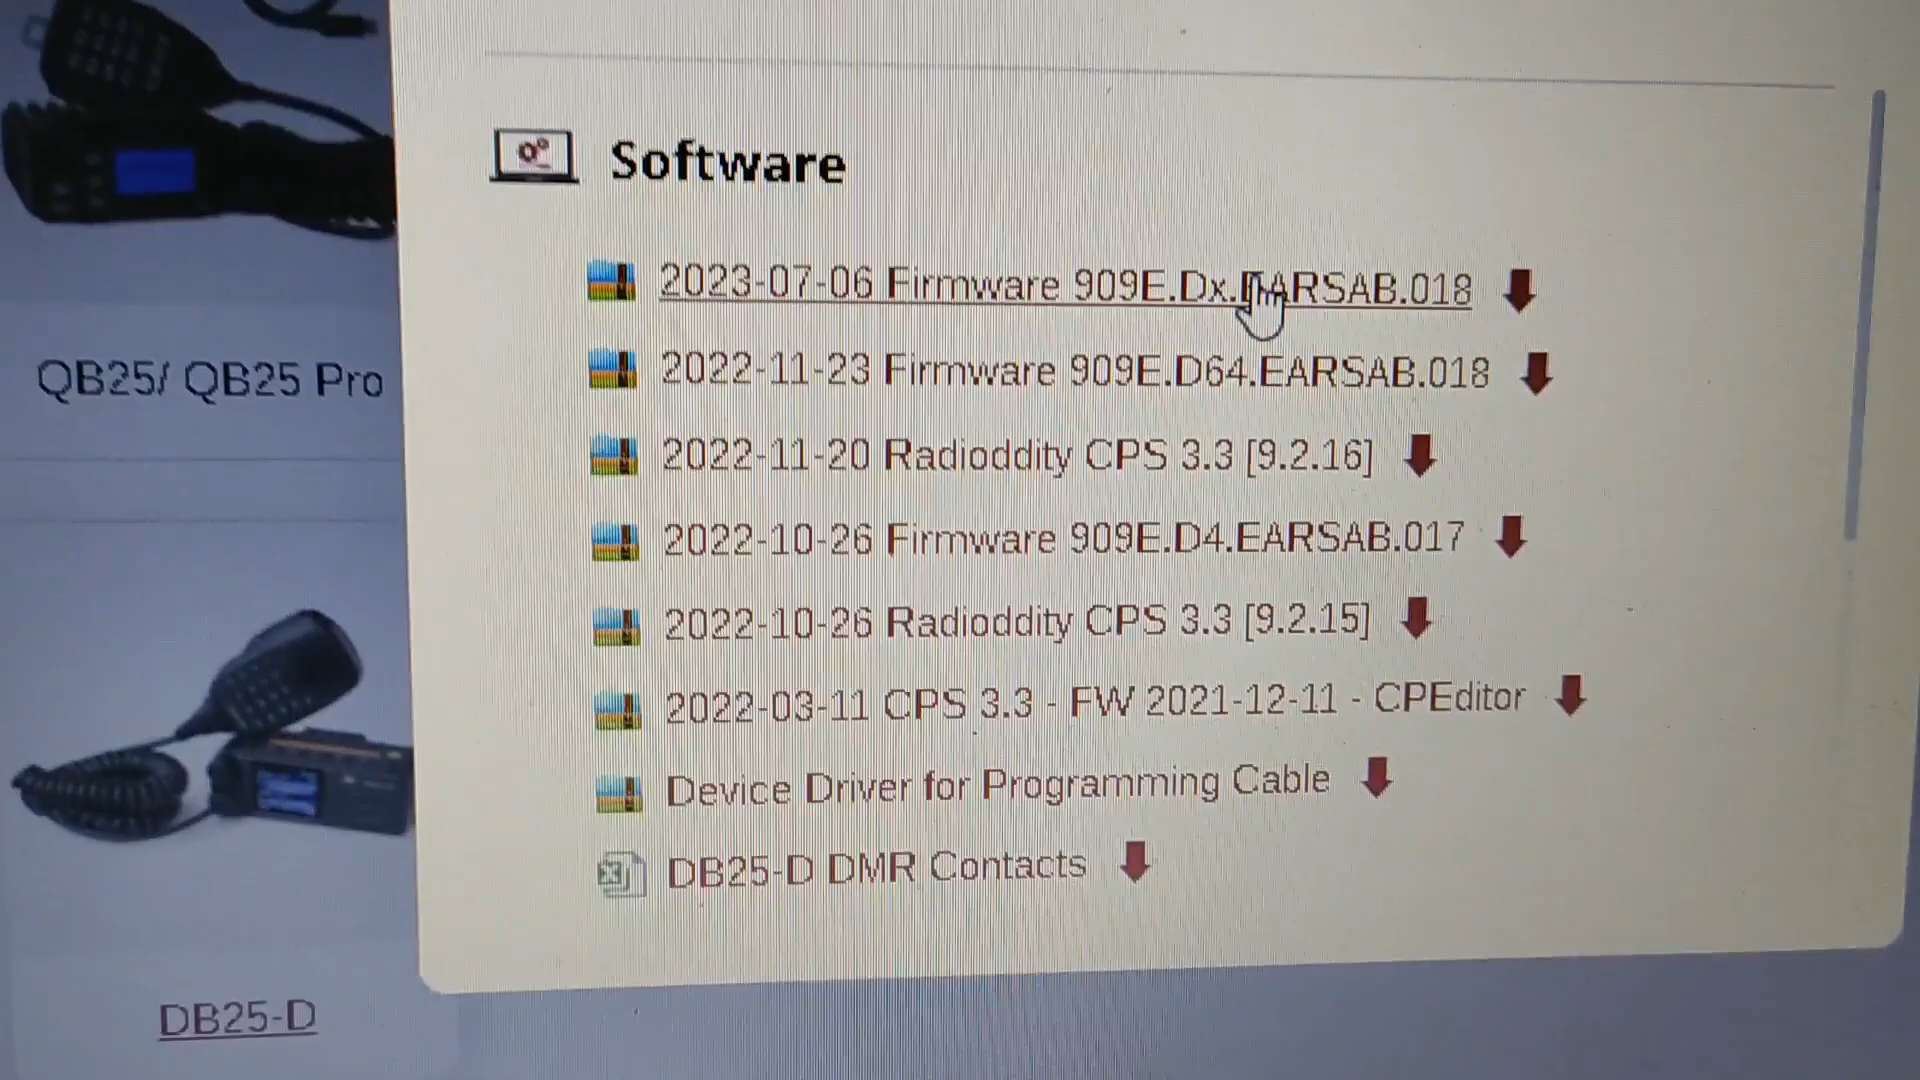 Software
2023-07-06 Firmware 909E.Dx.EARSAB.018
2022-11-23 Firmware 909E.D64.EARSAB.018
2022-11-20 Radioddity CPS 3.3 [9.2.16]
2022-10-26 Firmware 909E.D4.EARSAB.017
2022-10-26 Radioddity CPS 3.3 [9.2.15]
2022-03-11 CPS 3.3 - FW 2021-12-11 - CPEditor
Device Driver for Programming Cable
DB25-D DMR Contacts
QB25/ QB25 Pro
DB25-D